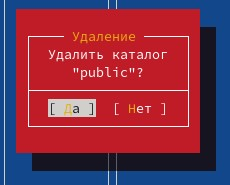 Удаление
Удалить каталог
"public"?
[ Да ] [ Нет ]